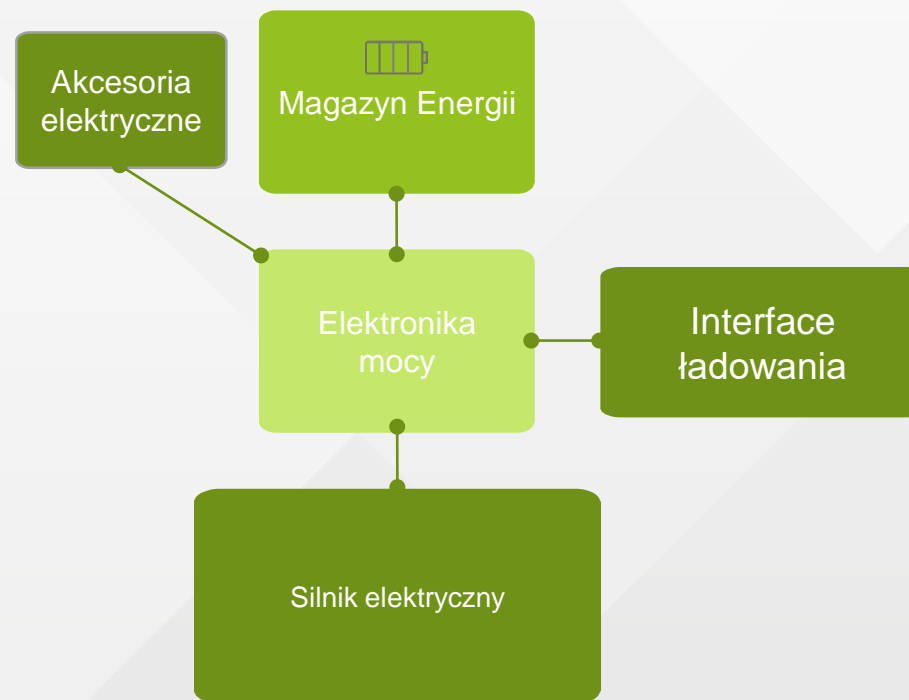 Akcesoria
elektryczne
Magazyn Energii
Elektronika
mocy
Interface
ładowania
Silnik elektryczny